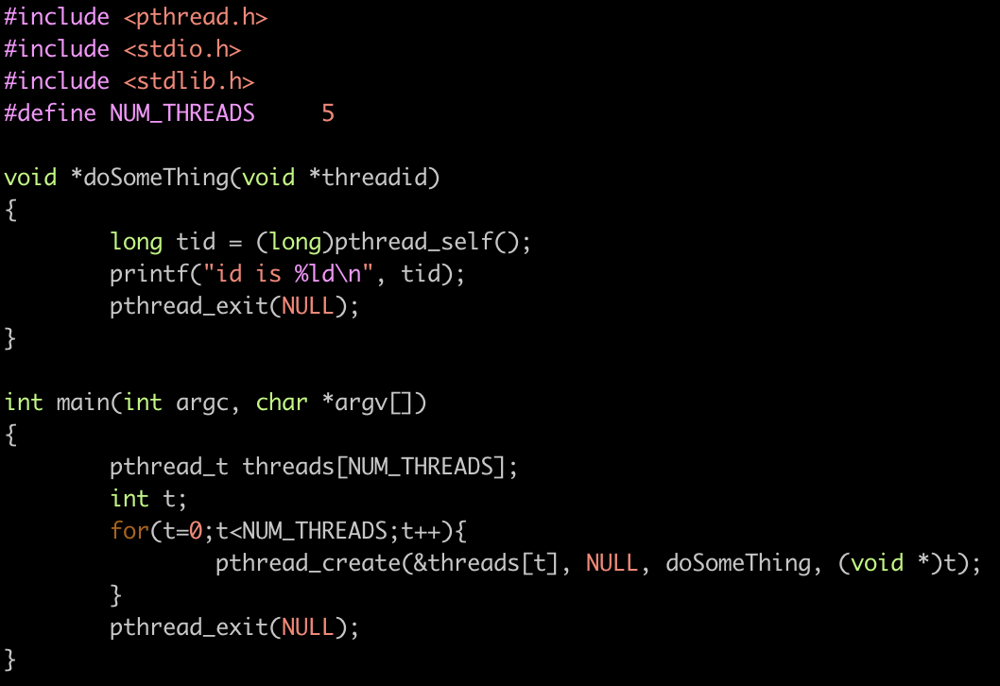 #include <pthread.h>
#include <stdio.h>
#include <stdlib.h>
#define NUM_THREADS     5

void *doSomeThing(void *threadid)
{
        long tid = (long)pthread_self();
        printf("id is %ld\n", tid);
        pthread_exit(NULL);
}

int main(int argc, char *argv[])
{
        pthread_t threads[NUM_THREADS];
        int t;
        for(t=0;t<NUM_THREADS;t++){
                pthread_create(&threads[t], NULL, doSomeThing, (void *)t);
        }
        pthread_exit(NULL);
}